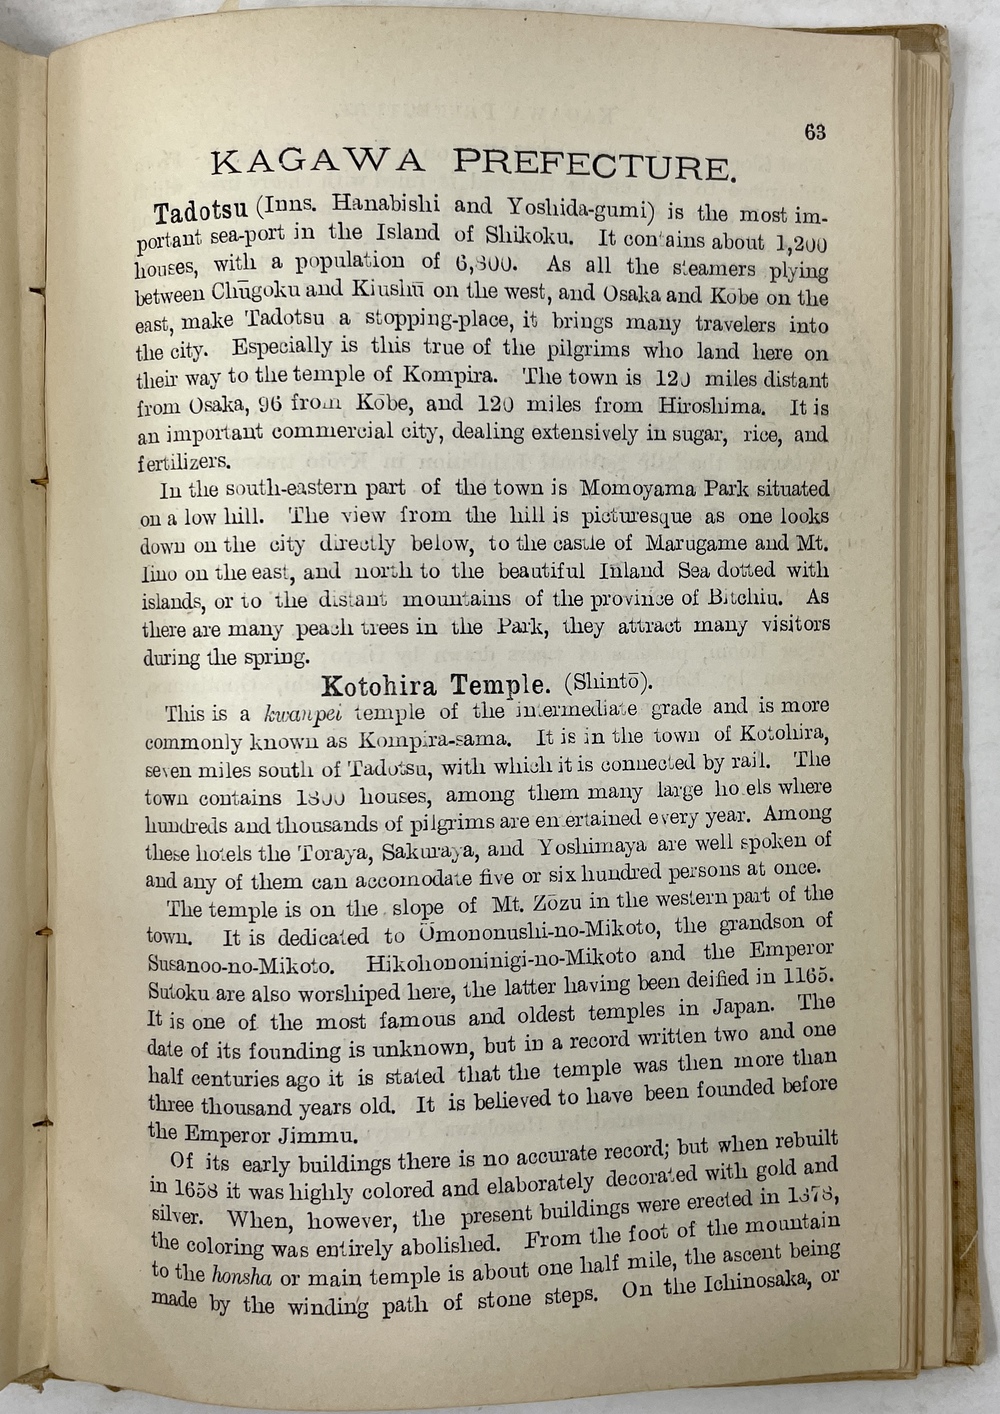 63
KAGAWA PREFECTURE.
Tadotsu (Inns. Hanabishi and Yoshida-gumi) is the most im-
portant sea-port in the Island of Shikoku. It contains about 1,200
houses, with a population of 6,800. As all the steamers plying
between Chūgoku and Kiushū on the west, and Osaka and Kobe on the
east, make Tadotsu a stopping-place, it brings many travelers into
the city. Especially is this true of the pilgrims who land here on
their way to the temple of Kompira. The town is 120 miles distant
from Osaka, 96 from Kōbe, and 120 miles from Hiroshima. It is
an important commercial city, dealing extensively in sugar, rice, and
fertilizers.
In the south-eastern part of the town is Momoyama Park situated
on a low hill. The view from the hill is picturesque as one looks
down on the city directly below, to the castle of Marugame and Mt.
Iino on the east, and north to the beautiful Inland Sea dotted with
islands, or to the distant mountains of the province of Bitchiu. As
there are many peach trees in the Park, they attract many visitors
during the spring.
Kotohira Temple. (Shintō).
This is a kwanpei temple of the intermediate grade and is more
commonly known as Kompira-sama. It is in the town of Kotohira,
seven miles south of Tadotsu, with which it is connected by rail. The
town contains 1800 houses, among them many large hotels where
hundreds and thousands of pilgrims are entertained every year. Among
these hotels the Toraya, Sakuraya, and Yoshimaya are well spoken of
and any of them can accomodate five or six hundred persons at once.
The temple is on the slope of Mt. Zōzu in the western part of the
town. It is dedicated to Ōmononushi-no-Mikoto, the grandson of
Susanoo-no-Mikoto. Hikohononinigi-no-Mikoto and the Emperor
Sutoku are also worshiped here, the latter having been deified in 1165.
It is one of the most famous and oldest temples in Japan. The
date of its founding is unknown, but in a record written two and one
half centuries ago it is stated that the temple was then more than
three thousand years old. It is believed to have been founded before
the Emperor Jimmu.
Of its early buildings there is no accurate record; but when rebuilt
in 1658 it was highly colored and elaborately decorated with gold and
silver. When, however, the present buildings were erected in 1878,
the coloring was entirely abolished. From the foot of the mountain
to the honsha or main temple is about one half mile, the ascent being
made by the winding path of stone steps. On the Ichinosaka, or